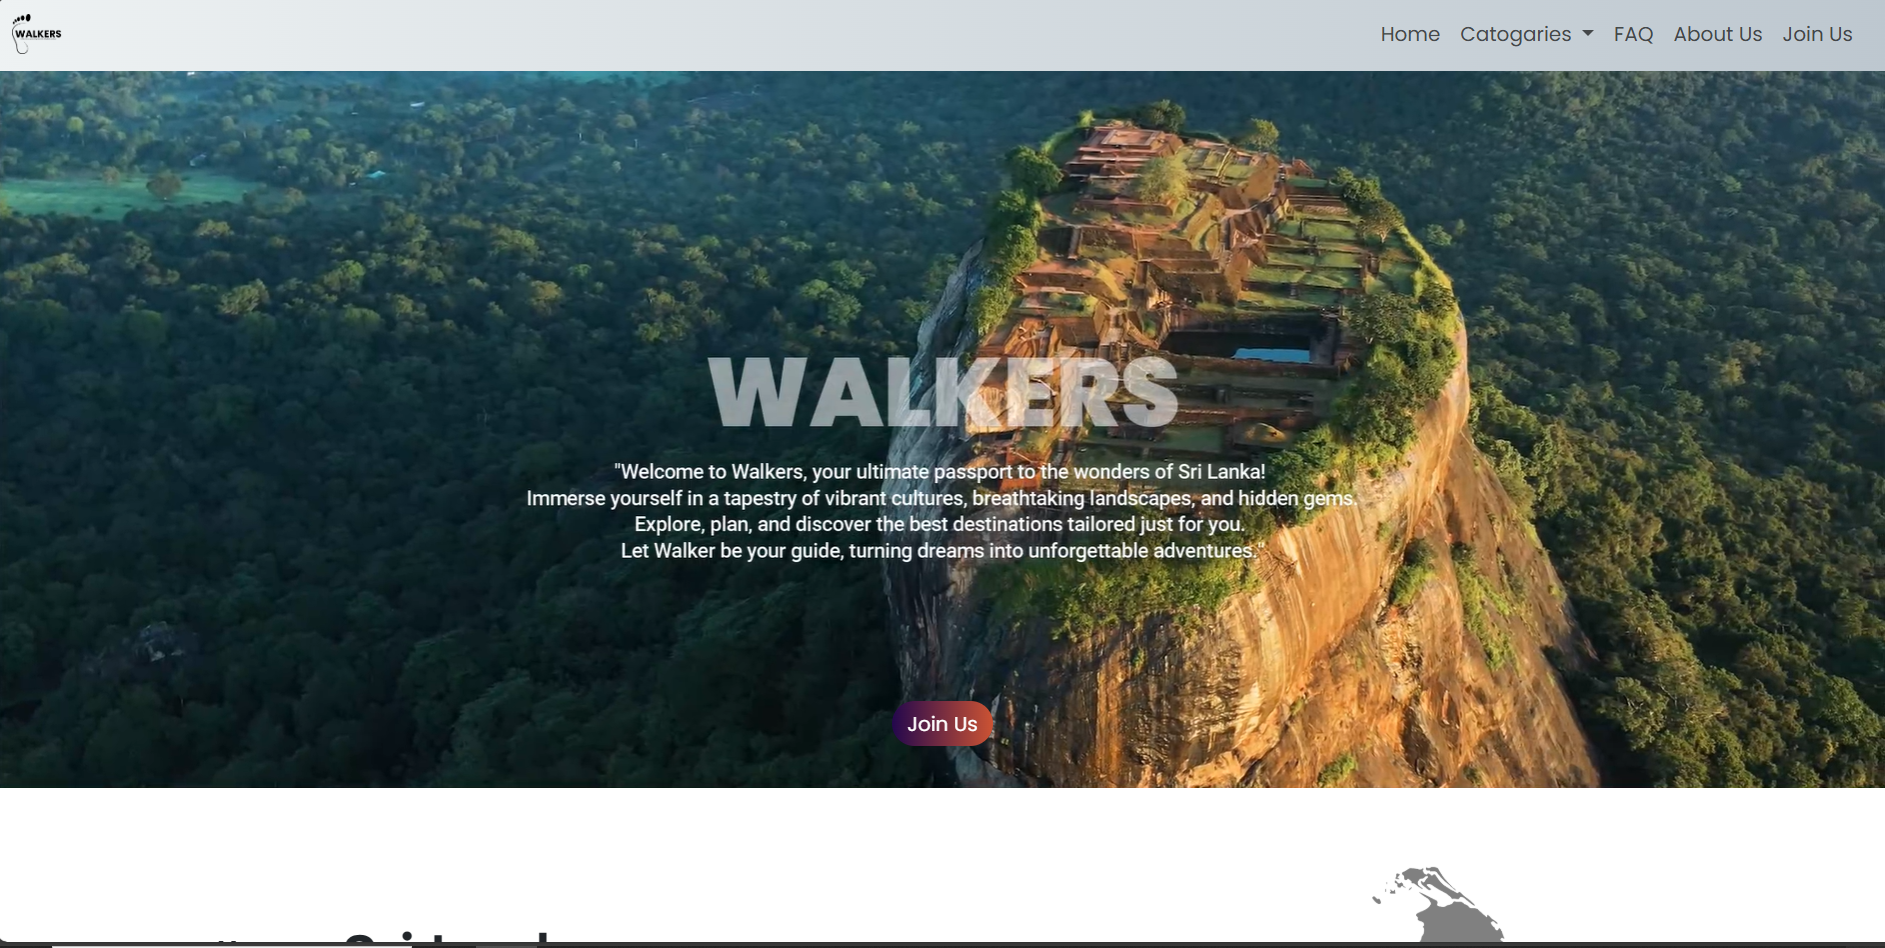 WALKERS
Home Catogaries FAQ About Us Join Us
WALKERS
"Welcome to Walkers, your ultimate passport to the wonders of Sri Lanka!
Immerse yourself in a tapestry of vibrant cultures, breathtaking landscapes, and hidden gems.
Explore, plan, and discover the best destinations tailored just for you.
Let Walker be your guide, turning dreams into unforgettable adventures."
Join Us